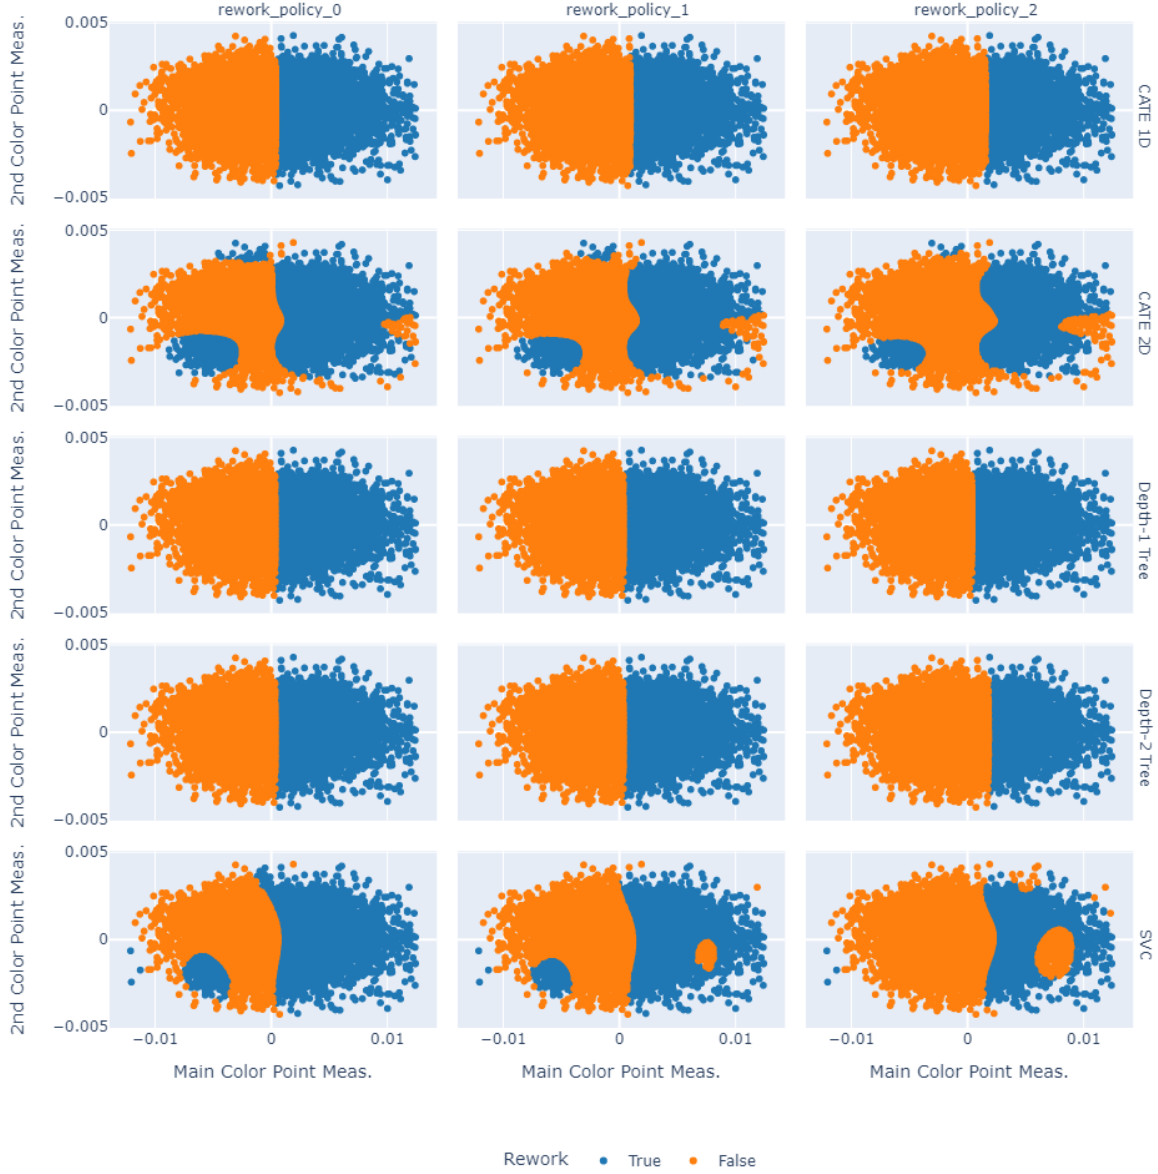 rework_policy_0 rework_policy_1 rework_policy_2
0.005
0
−0.005
2nd Color Point Meas.
CATE 1D
0.005
0
−0.005
2nd Color Point Meas.
CATE 2D
0.005
0
−0.005
2nd Color Point Meas.
Depth-1 Tree
0.005
0
−0.005
2nd Color Point Meas.
Depth-2 Tree
0.005
0
−0.005
2nd Color Point Meas.
SVC
−0.01 0 0.01 −0.01 0 0.01 −0.01 0 0.01
Main Color Point Meas. Main Color Point Meas. Main Color Point Meas.
Rework True False